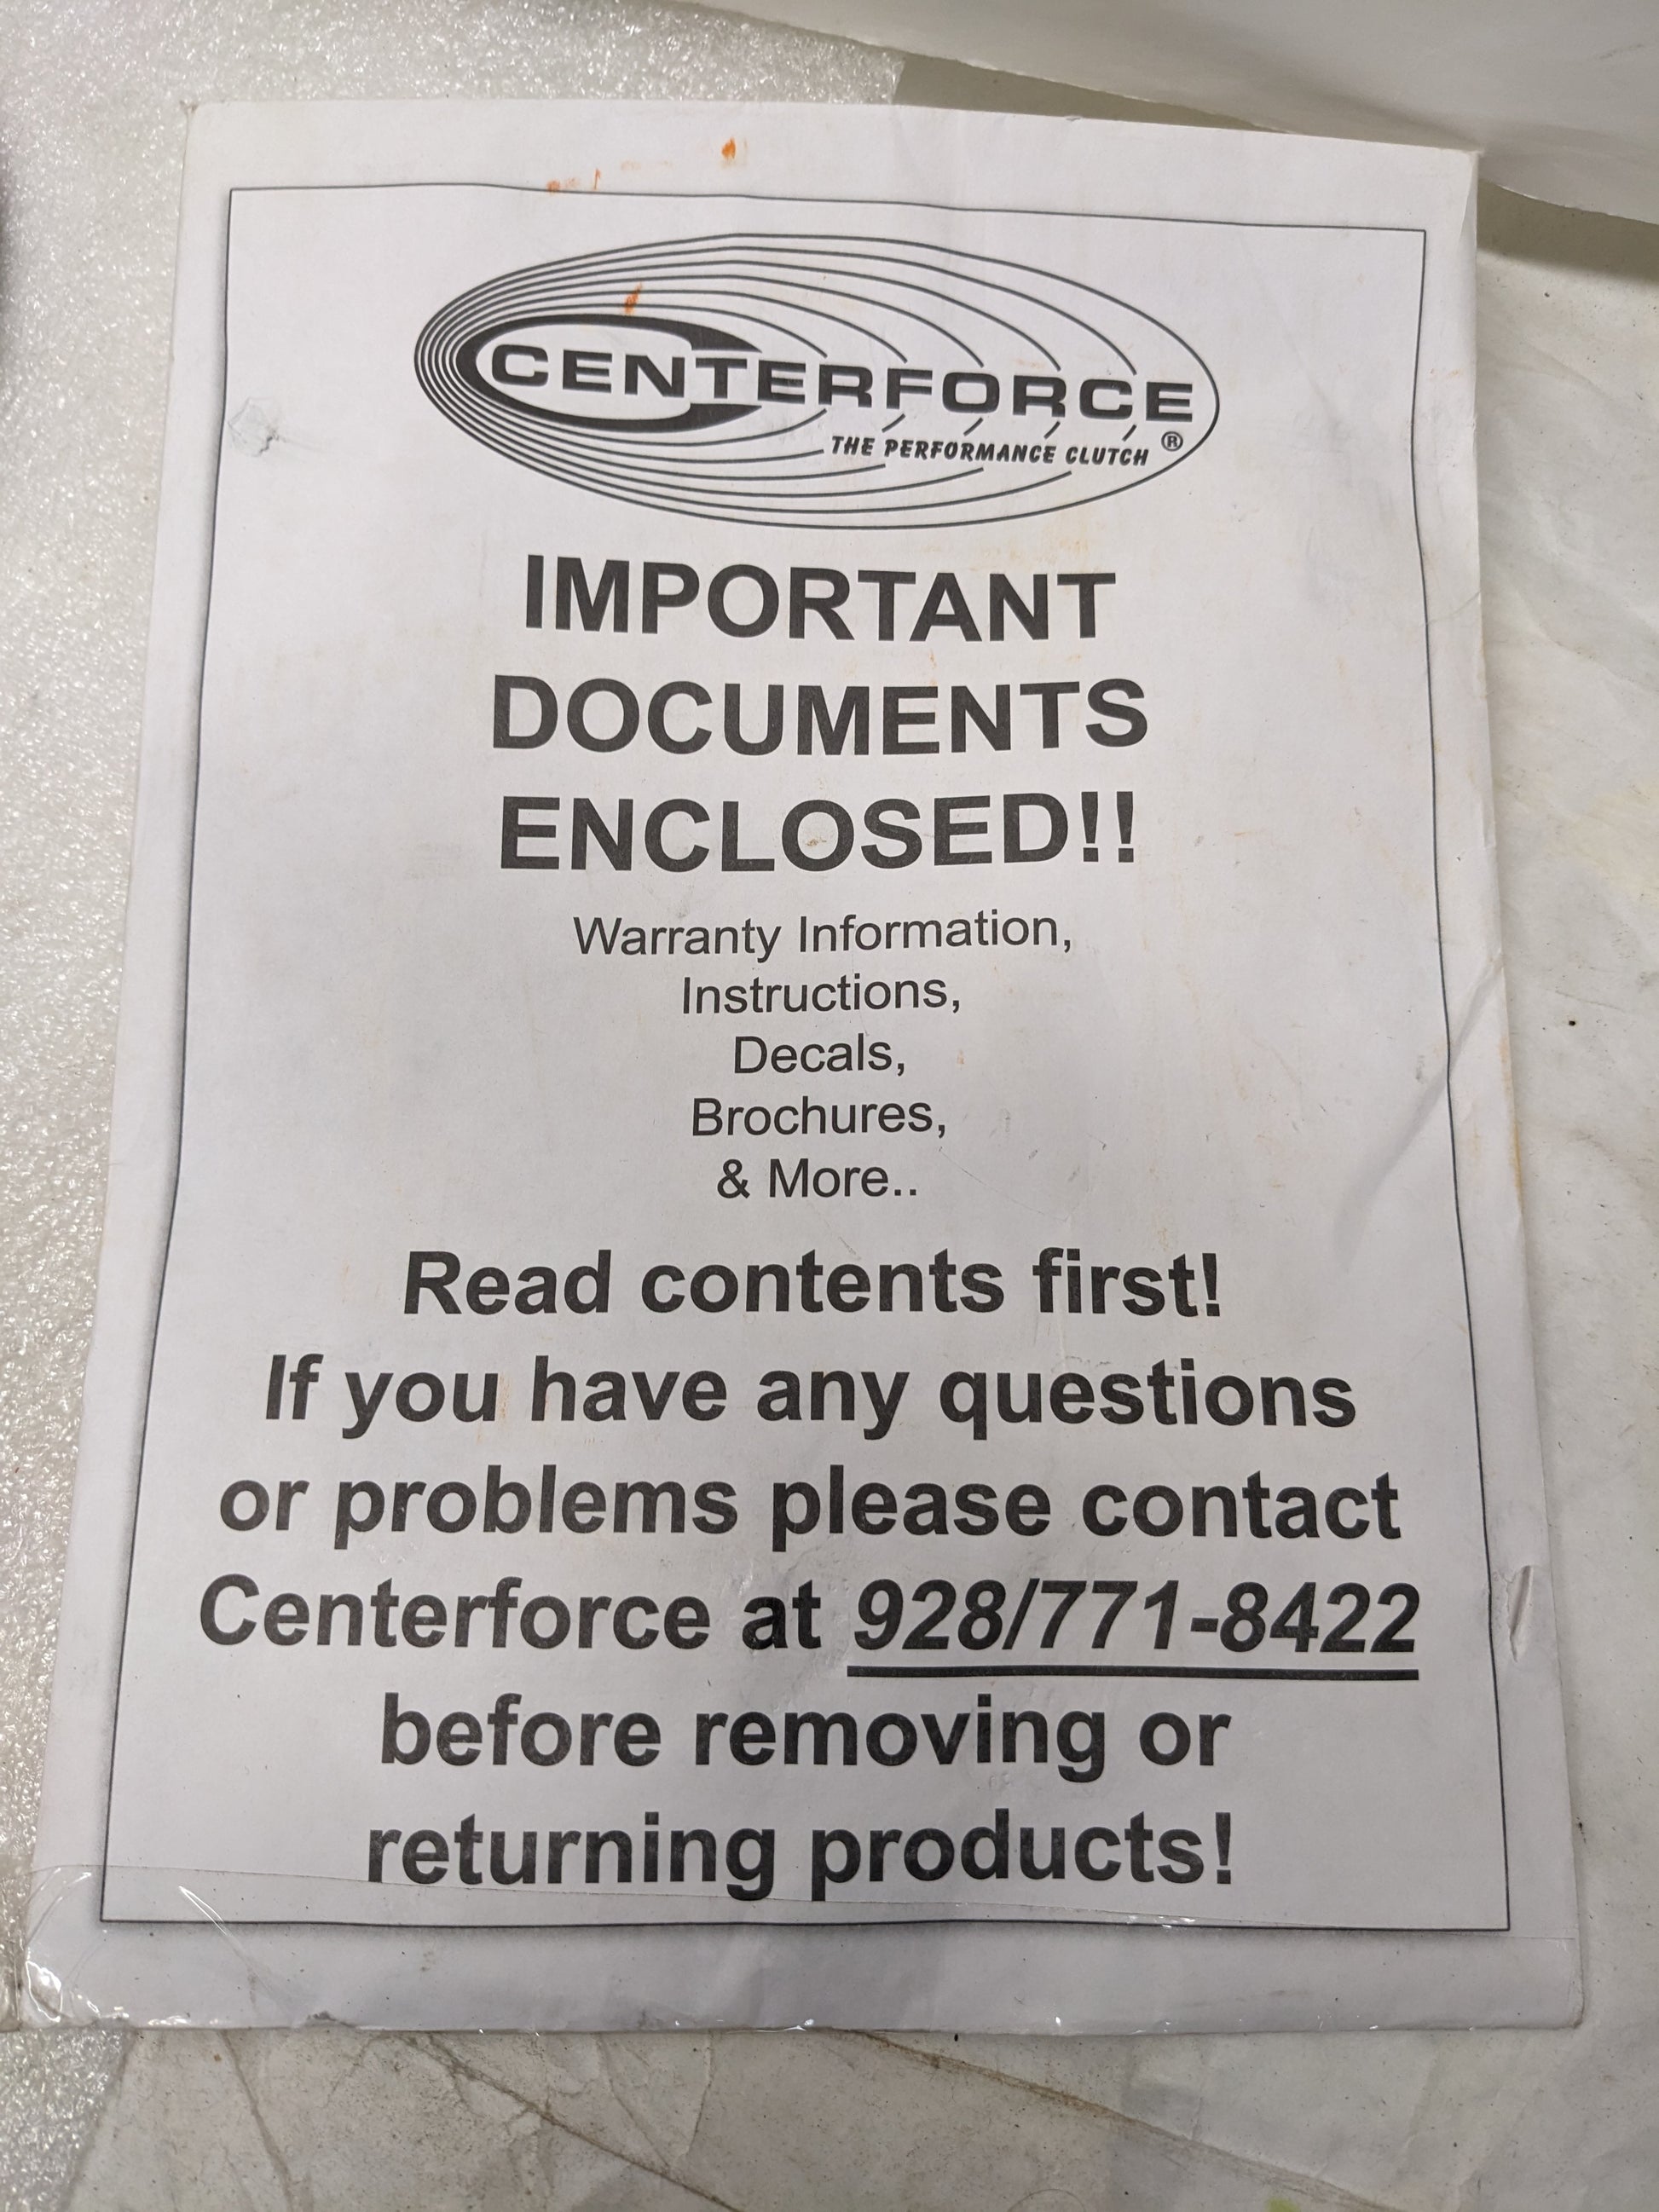 CENTERFORCE
THE PERFORMANCE CLUTCH ®
IMPORTANT
DOCUMENTS
ENCLOSED!!
Warranty Information,
Instructions,
Decals,
Brochures,
& More..
Read contents first!
If you have any questions
or problems please contact
Centerforce at 928/771-8422
before removing or
returning products!